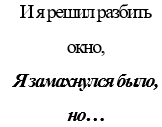 И я решил разбить
окно,
Я замахнулся было,
но…